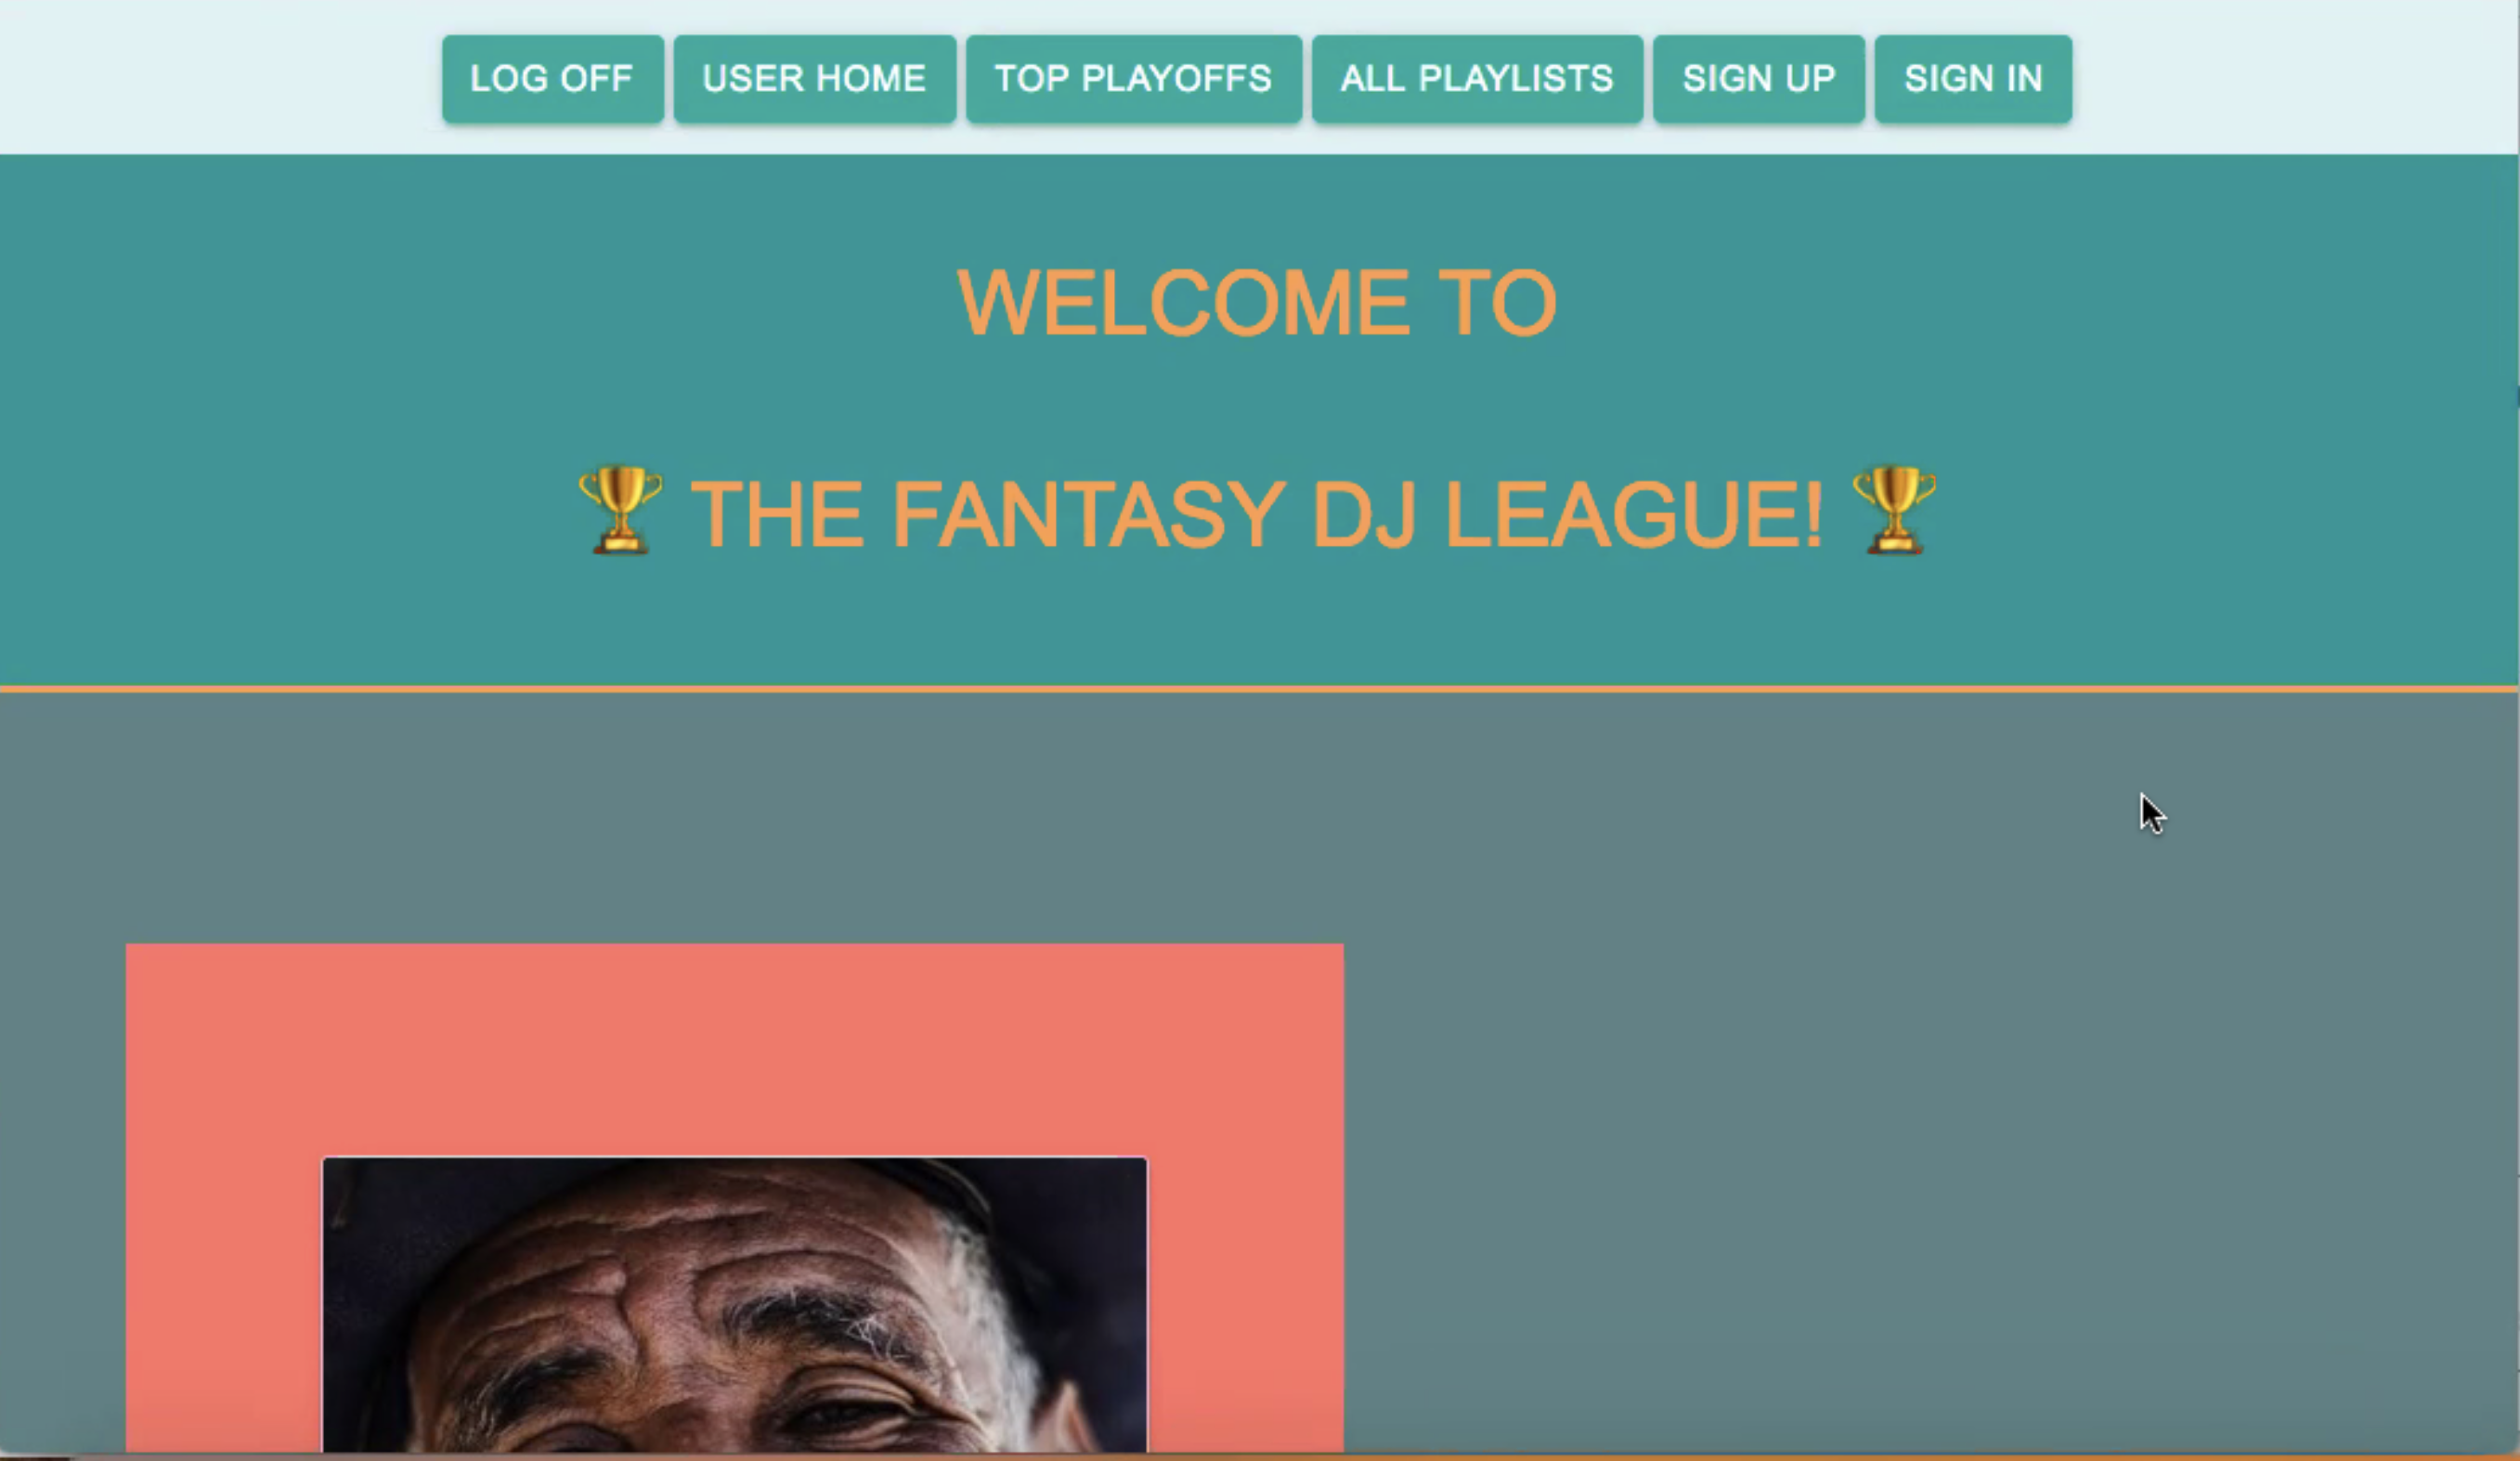 LOG OFF USER HOME TOP PLAYOFFS ALL PLAYLISTS SIGN UP SIGN IN
WELCOME TO
🏆 THE FANTASY DJ LEAGUE! 🏆